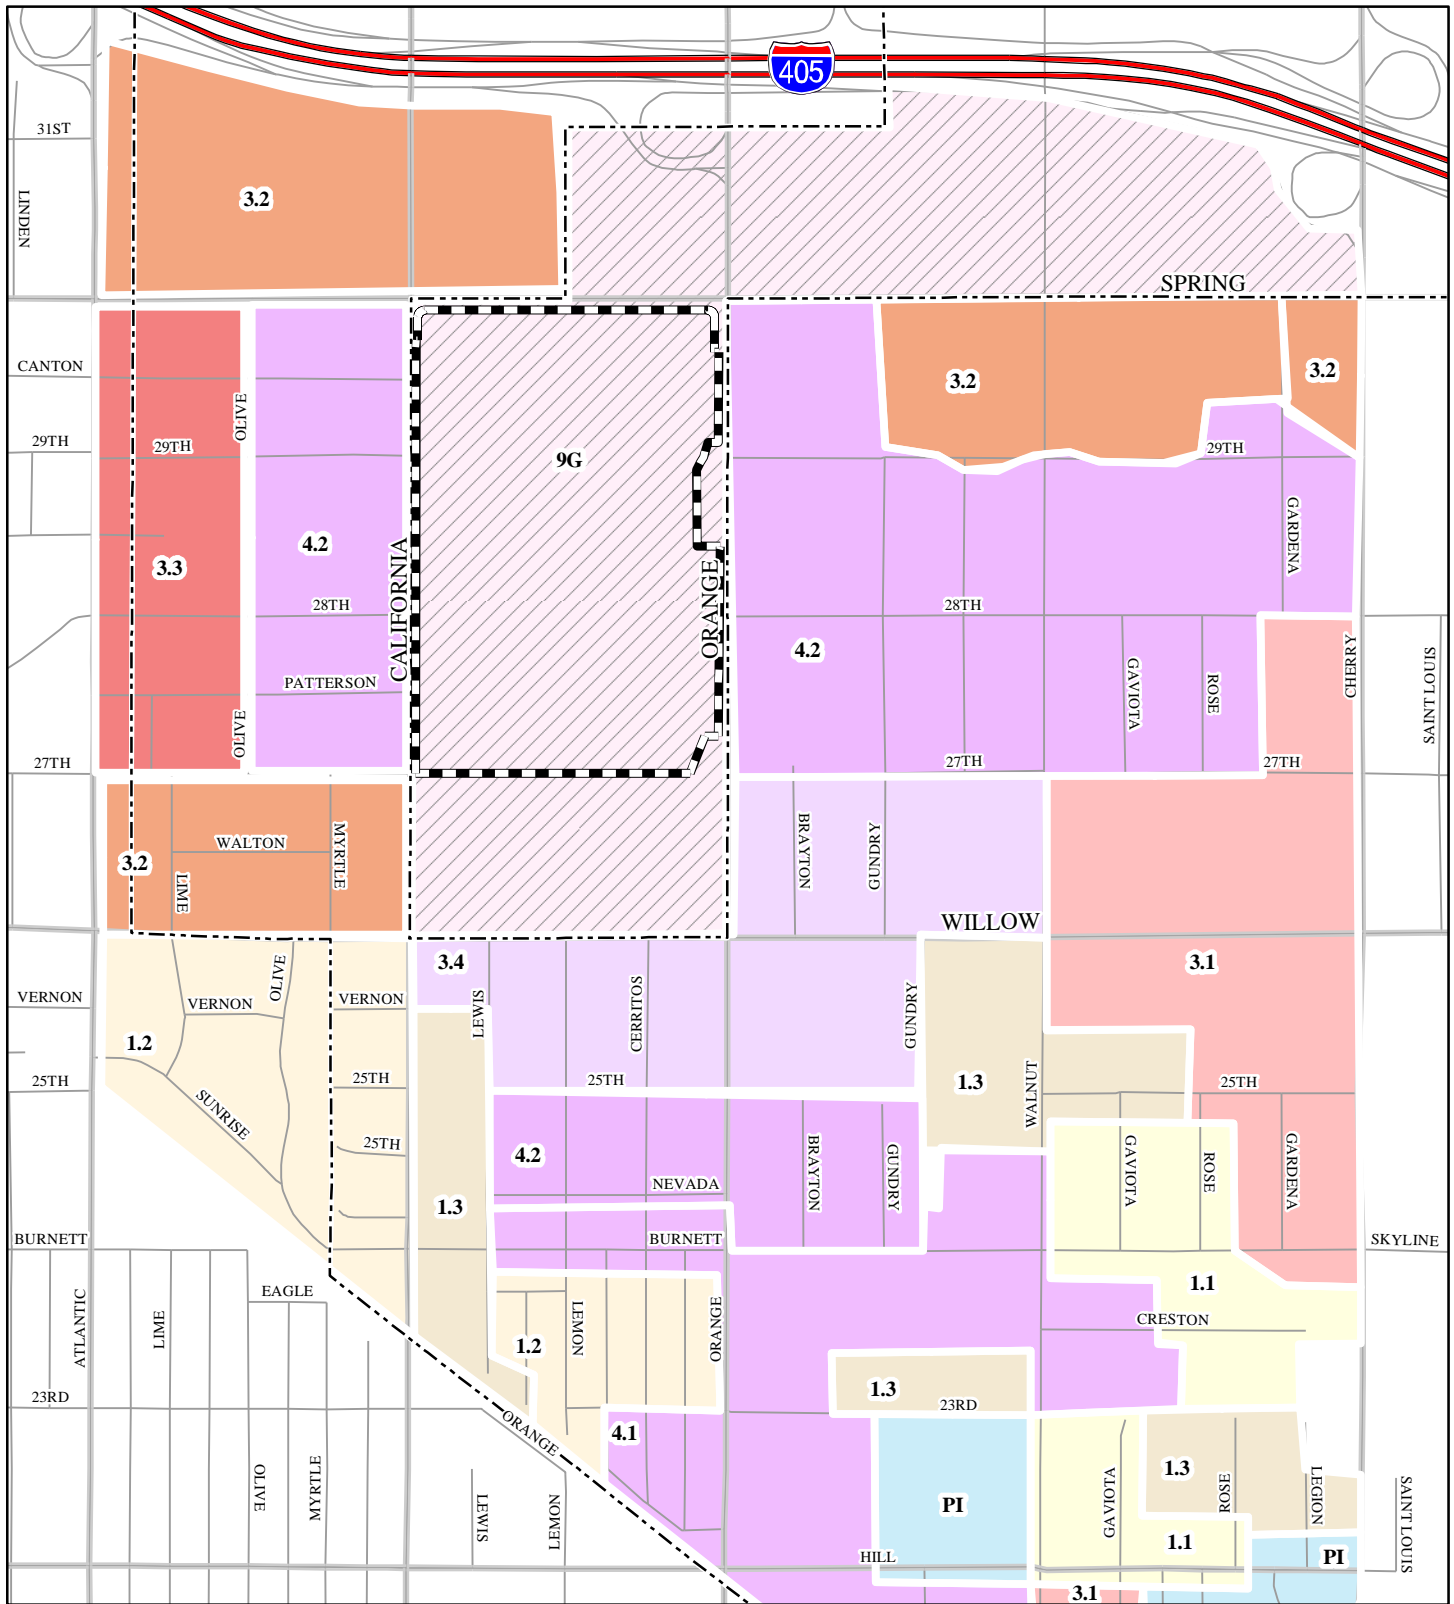 405
31ST
LINDEN
3.2
SPRING
CANTON
OLIVE
29TH
29TH
9G
3.2
3.2
29TH
GARDENA
3.3
4.2
CALIFORNIA
ORANGE
28TH
28TH
4.2
PATTERSON
GAVIOTA
ROSE
CHERRY
SAINT LOUIS
OLIVE
27TH
27TH
27TH
WALTON
MYRTLE
BRAYTON
GUNDRY
3.2
LIME
WILLOW
3.4
3.1
OLIVE
VERNON
VERNON
VERNON
LEWIS
CERRITOS
GUNDRY
1.2
25TH
25TH
25TH
1.3
WALNUT
25TH
SUNRISE
25TH
4.2
BRAYTON
GUNDRY
GAVIOTA
ROSE
GARDENA
NEVADA
1.3
BURNETT
BURNETT
SKYLINE
1.1
EAGLE
ATLANTIC
LIME
LEMON
ORANGE
CRESTON
1.2
23RD
1.3
23RD
ORANGE
4.1
OLIVE
MYRTLE
LEWIS
LEMON
PI
GAVIOTA
1.3
ROSE
LEGION
SAINT LOUIS
1.1
HILL
PI
3.1